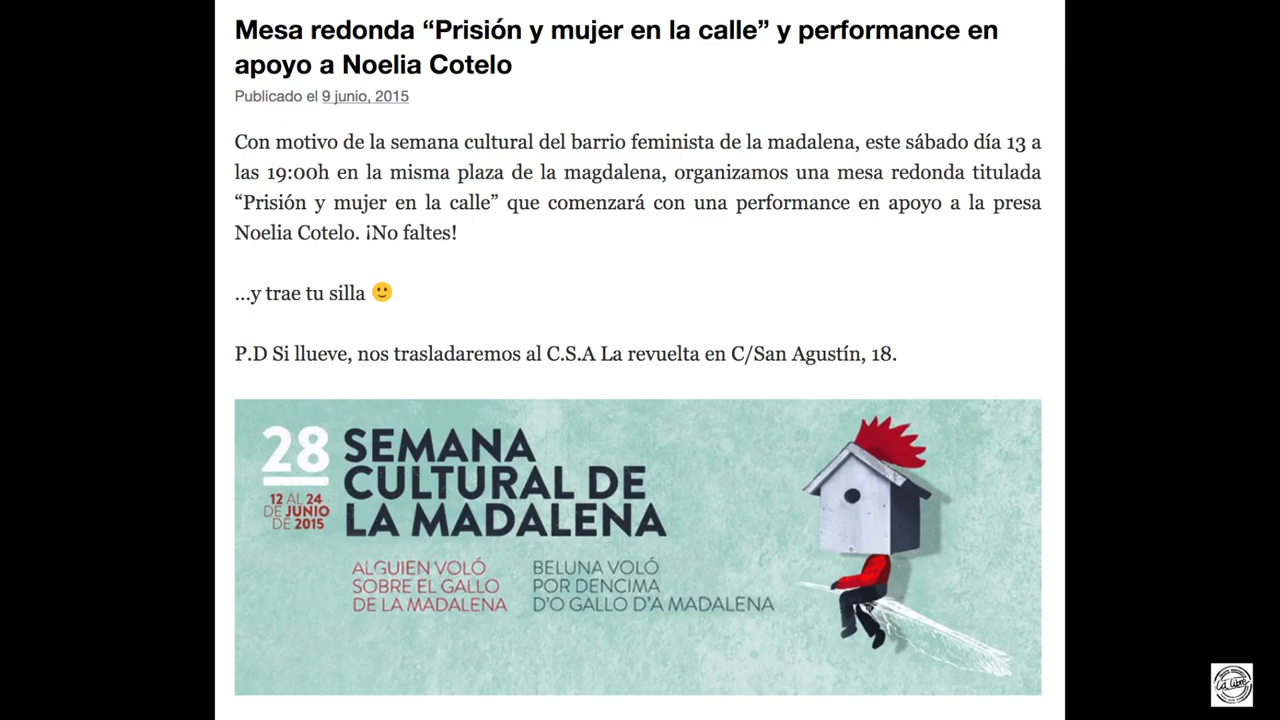 Mesa redonda “Prisión y mujer en la calle” y performance en
apoyo a Noelia Cotelo
Publicado el 9 junio, 2015
Con motivo de la semana cultural del barrio feminista de la madalena, este sábado día 13 a
las 19:00h en la misma plaza de la magdalena, organizamos una mesa redonda titulada
“Prisión y mujer en la calle” que comenzará con una performance en apoyo a la presa
Noelia Cotelo. ¡No faltes!
…y trae tu silla 🙂
P.D Si llueve, nos trasladaremos al C.S.A La revuelta en C/San Agustín, 18.
28
12 AL 24
DE JUNIO
DE 2015
SEMANA
CULTURAL DE
LA MADALENA
ALGUIEN VOLÓ
SOBRE EL GALLO
DE LA MADALENA
BELUNA VOLÓ
POR DENCIMA
D’O GALLO D’A MADALENA